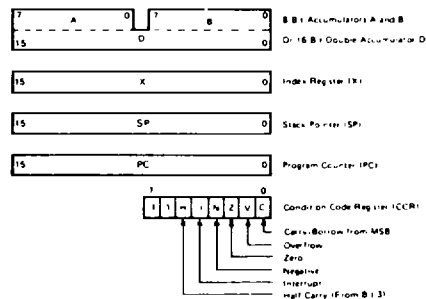 7 A 0 7 B 0 8 Bit Accumulators A and B
15 D 0 Or 16 Bit Double Accumulator D
15 X 0 Index Register (X)
15 SP 0 Stack Pointer (SP)
15 PC 0 Program Counter (PC)
7 0
1 1 H I N Z V C Condition Code Register (CCR)
Carry/Borrow from MSB
Overflow
Zero
Negative
Interrupt
Half Carry (From Bit 3)